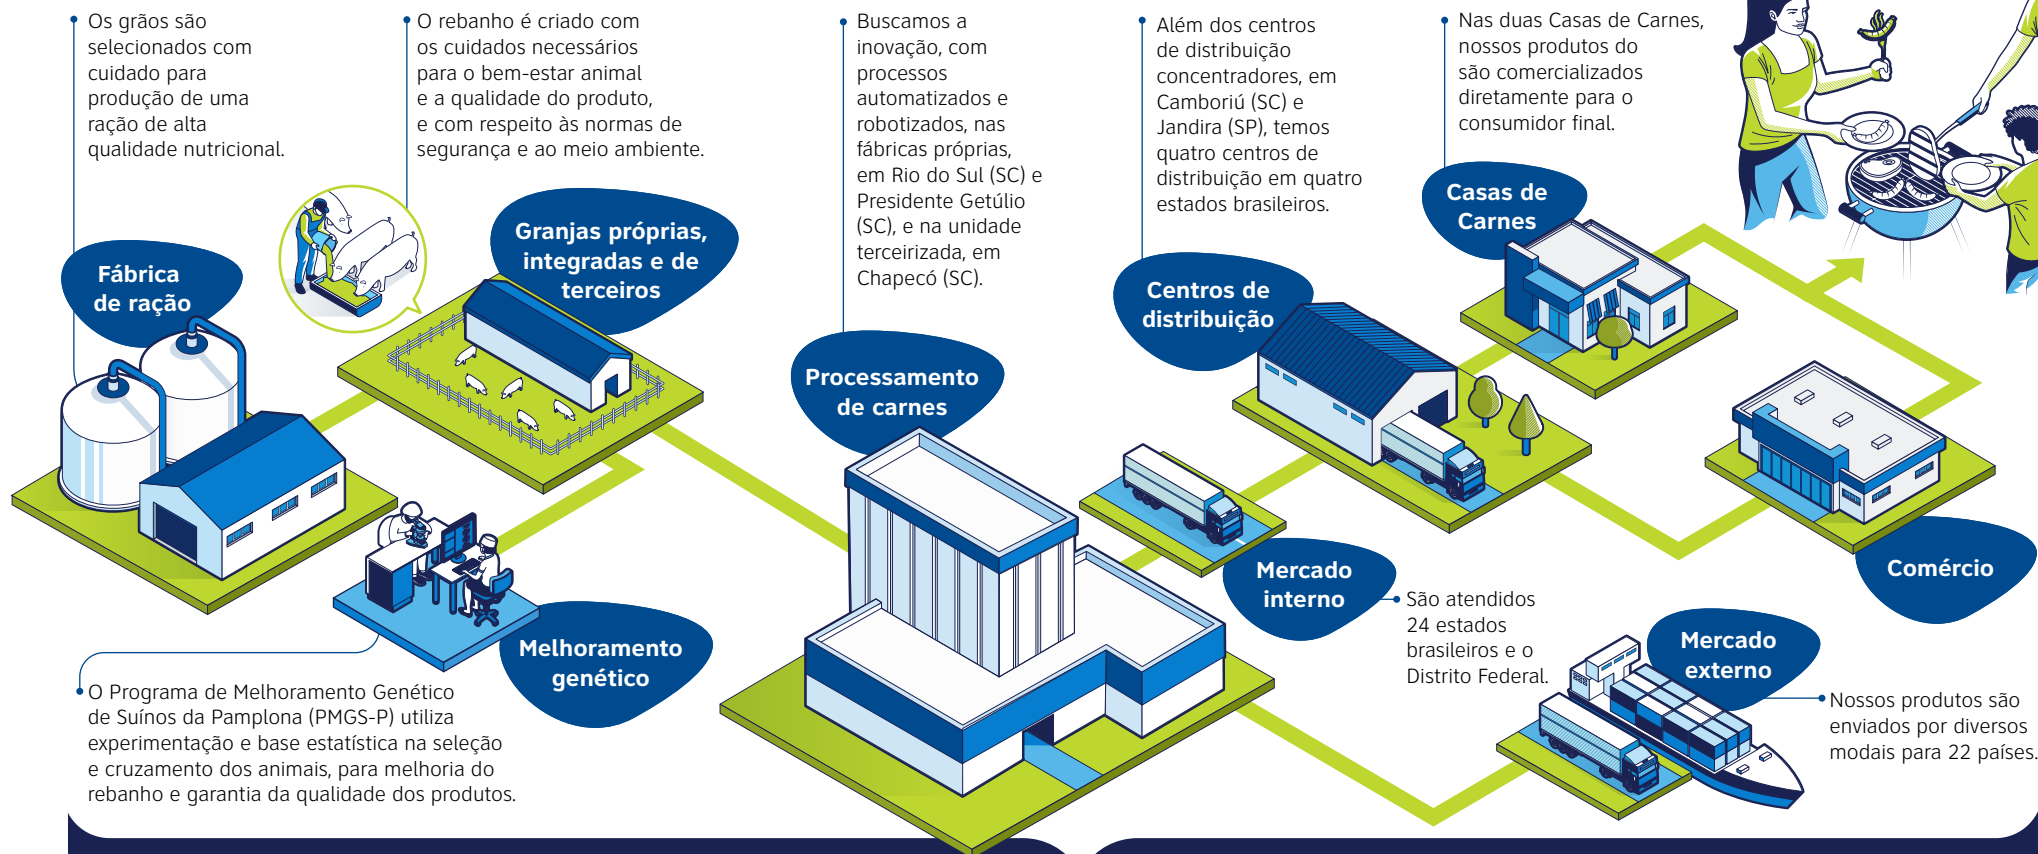 Os grãos são
selecionados com
cuidado para
produção de uma
ração de alta
qualidade nutricional.
Fábrica
de ração
O rebanho é criado com
os cuidados necessários
para o bem-estar animal
e a qualidade do produto,
e com respeito às normas de
segurança e ao meio ambiente.
Granjas próprias,
integradas e de
terceiros
O Programa de Melhoramento Genético
de Suínos da Pamplona (PMGS-P) utiliza
experimentação e base estatística na seleção
e cruzamento dos animais, para melhoria do
rebanho e garantia da qualidade dos produtos.
Melhoramento
genético
Buscamos a
inovação, com
processos
automatizados e
robotizados, nas
fábricas próprias,
em Rio do Sul (SC) e
Presidente Getúlio
(SC), e na unidade
terceirizada, em
Chapecó (SC).
Processamento
de carnes
Além dos centros
de distribuição
concentradores, em
Camboriú (SC) e
Jandira (SP), temos
quatro centros de
distribuição em quatro
estados brasileiros.
Centros de
distribuição
Nas duas Casas de Carnes,
nossos produtos do
são comercializados
diretamente para o
consumidor final.
Casas de
Carnes
Comércio
Mercado
interno
São atendidos
24 estados
brasileiros e o
Distrito Federal.
Mercado
externo
Nossos produtos são
enviados por diversos
modais para 22 países.